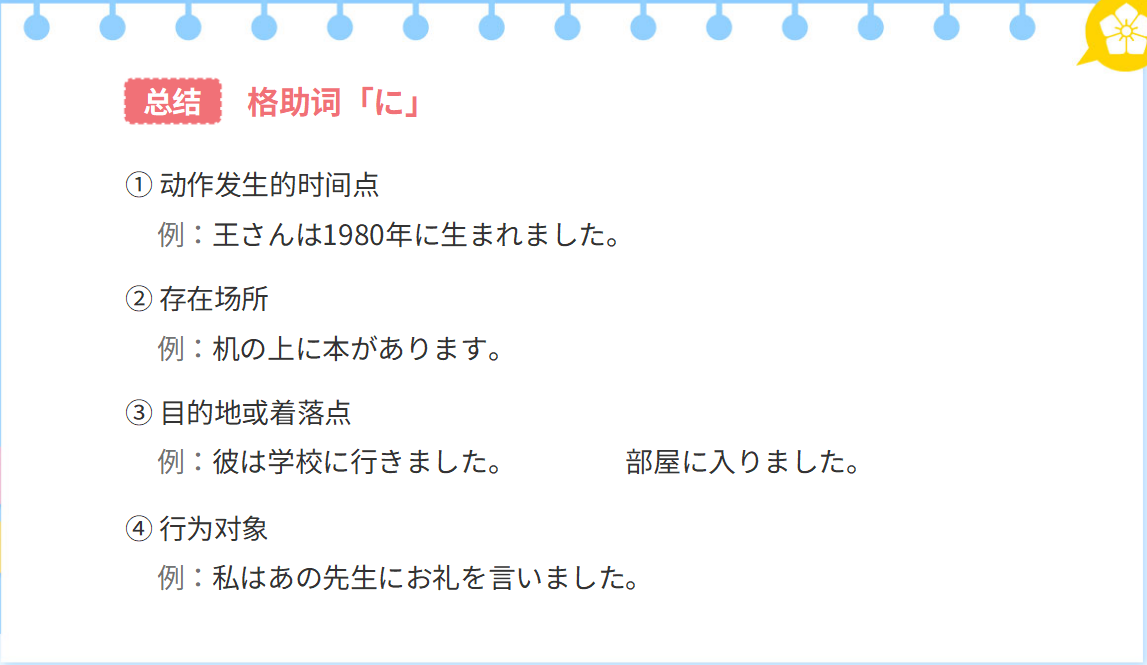 总结 格助词「に」
① 动作发生的时间点
例：王さんは1980年に生まれました。
② 存在场所
例：机の上に本があります。
③ 目的地或着落点
例：彼は学校に行きました。 部屋に入りました。
④ 行为对象
例：私はあの先生にお礼を言いました。